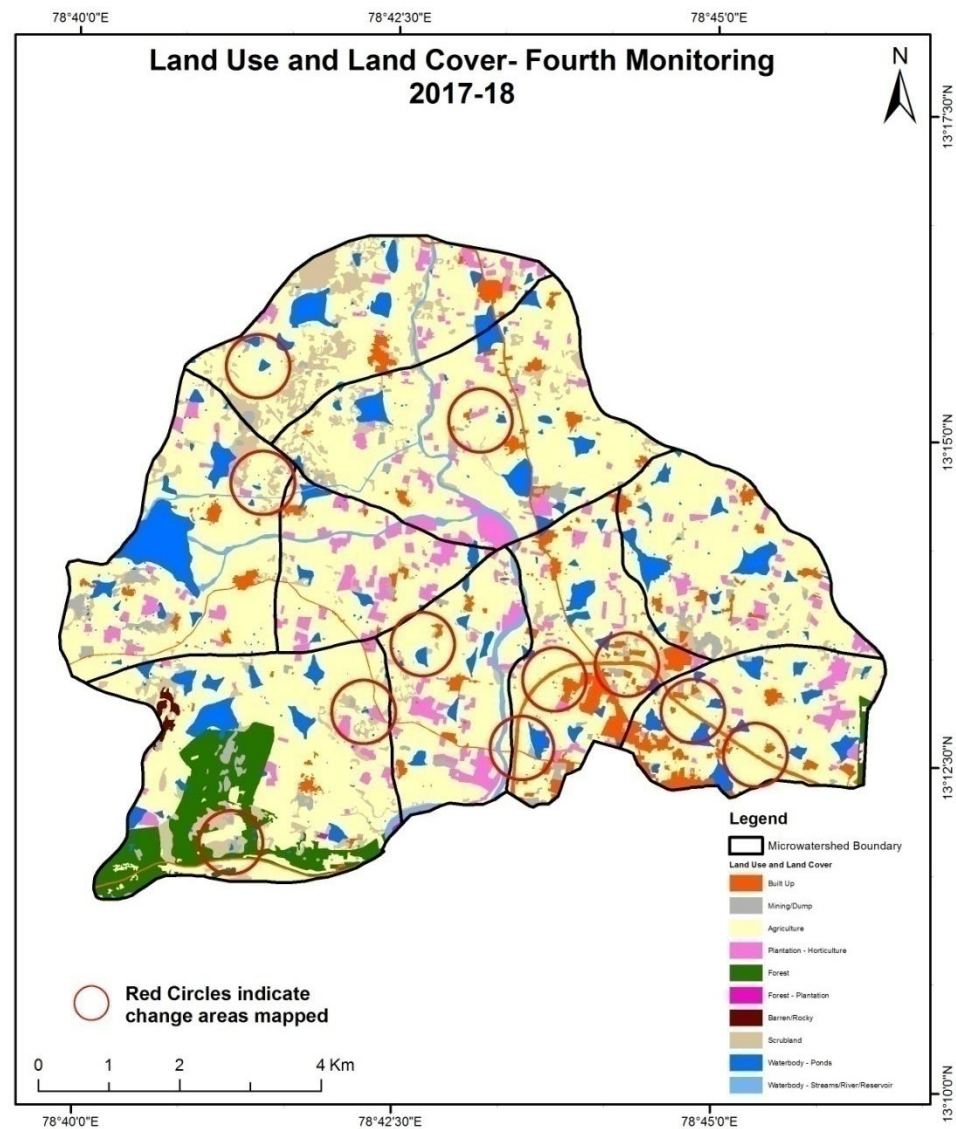 78°40'0"E
78°42'30"E
78°45'0"E
Land Use and Land Cover- Fourth Monitoring
2017-18
N
13°17'30"N
13°15'0"N
13°12'30"N
13°10'0"N
Legend
Microwatershed Boundary
Land Use and Land Cover
Built Up
Mining/Dump
Agriculture
Plantation - Horticulture
Forest
Forest - Plantation
Barren/Rocky
Scrubland
Waterbody - Ponds
Waterbody - Streams/River/Reservoir
Red Circles indicate
change areas mapped
0 1 2 4 Km
78°40'0"E
78°42'30"E
78°45'0"E